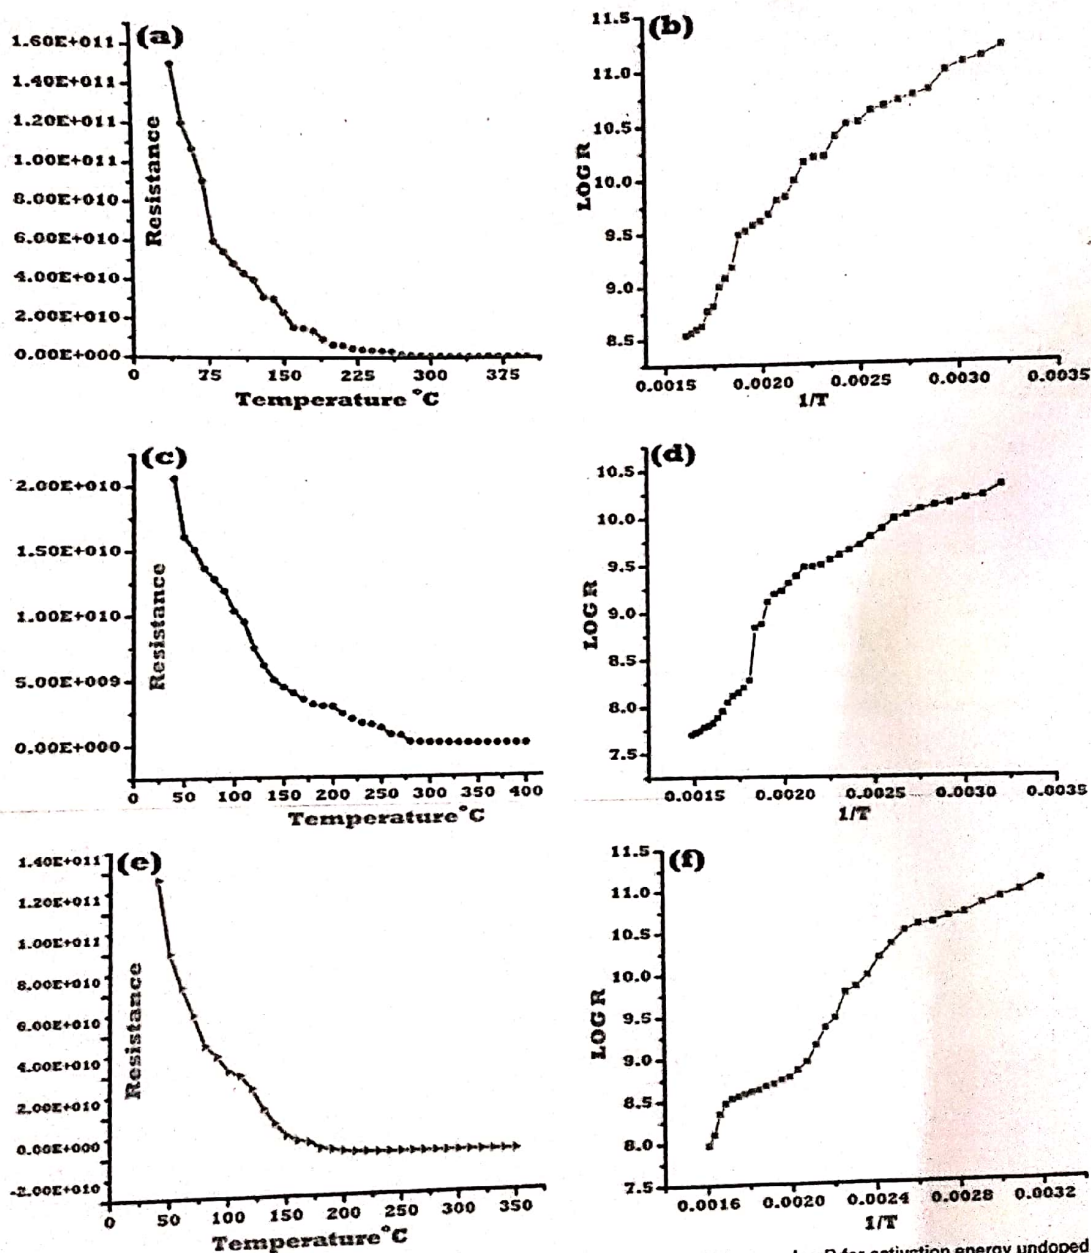 (a)
1.60E+011
1.40E+011
1.20E+011
1.00E+011
8.00E+010
6.00E+010
4.00E+010
2.00E+010
0.00E+000
Resistance
0 75 150 225 300 375
Temperature °C
(b)
11.5
11.0
10.5
10.0
9.5
9.0
8.5
LOG R
0.0015 0.0020 0.0025 0.0030 0.0035
1/T
(c)
2.00E+010
1.50E+010
1.00E+010
5.00E+009
0.00E+000
Resistance
0 50 100 150 200 250 300 350 400
Temperature°C
(d)
10.5
10.0
9.5
9.0
8.5
8.0
7.5
LOG R
0.0015 0.0020 0.0025 0.0030 0.0035
1/T
(e)
1.40E+011
1.20E+011
1.00E+011
8.00E+010
6.00E+010
4.00E+010
2.00E+010
0.00E+000
-2.00E+010
Resistance
0 50 100 150 200 250 300 350
Temperature°C
(f)
11.5
11.0
10.5
10.0
9.5
9.0
8.5
8.0
7.5
LOG R
0.0016 0.0020 0.0024 0.0028 0.0032
1/T
R for activation energy undoped